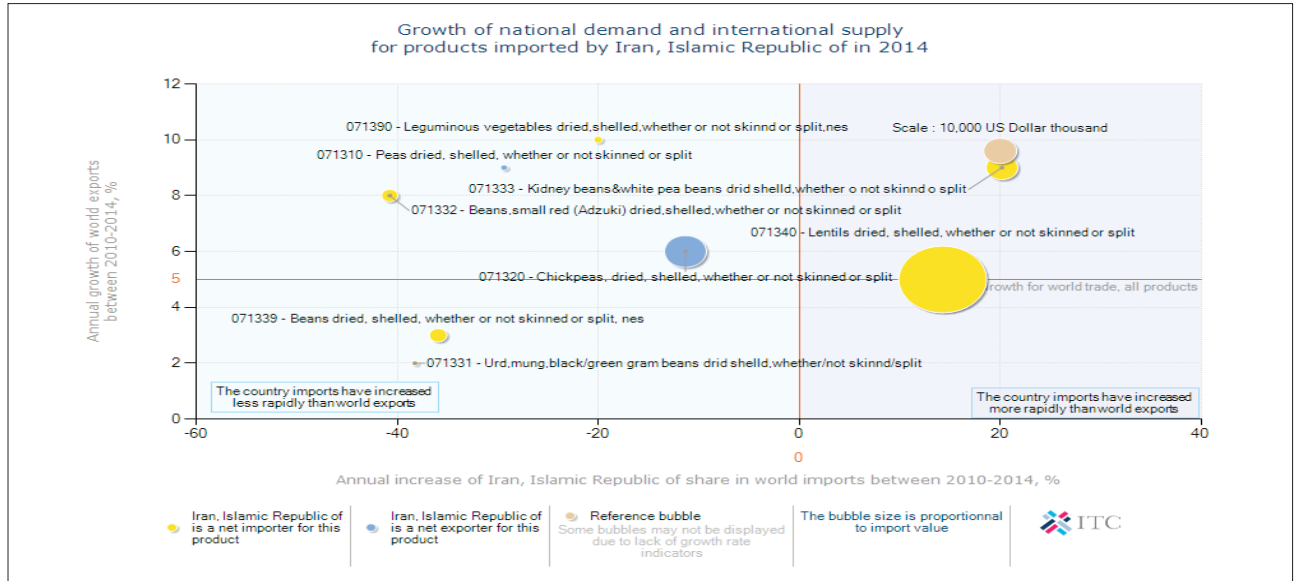 Growth of national demand and international supply
for products imported by Iran, Islamic Republic of in 2014
Annual growth of world exports
between 2010-2014, %
12
10
8
6
5
4
2
0
071390 - Leguminous vegetables dried,shelled,whether or not skinnd or split,nes
Scale : 10,000 US Dollar thousand
071310 - Peas dried, shelled, whether or not skinned or split
071333 - Kidney beans&white pea beans drid shelld,whether o not skinnd o split
071332 - Beans,small red (Adzuki) dried,shelled,whether or not skinned or split
071340 - Lentils dried, shelled, whether or not skinned or split
071320 - Chickpeas, dried, shelled, whether or not skinned or split
rowth for world trade, all products
071339 - Beans dried, shelled, whether or not skinned or split, nes
071331 - Urd,mung,black/green gram beans drid shelld,whether/not skinnd/split
The country imports have increased
less rapidly than world exports
The country imports have increased
more rapidly than world exports
-60
-40
-20
0
20
40
0
Annual increase of Iran, Islamic Republic of share in world imports between 2010-2014, %
Iran, Islamic Republic of
is a net importer for this
product
Iran, Islamic Republic of
is a net exporter for this
product
Reference bubble
Some bubbles may not be displayed
due to lack of growth rate
indicators
The bubble size is proportionnal
to import value
ITC